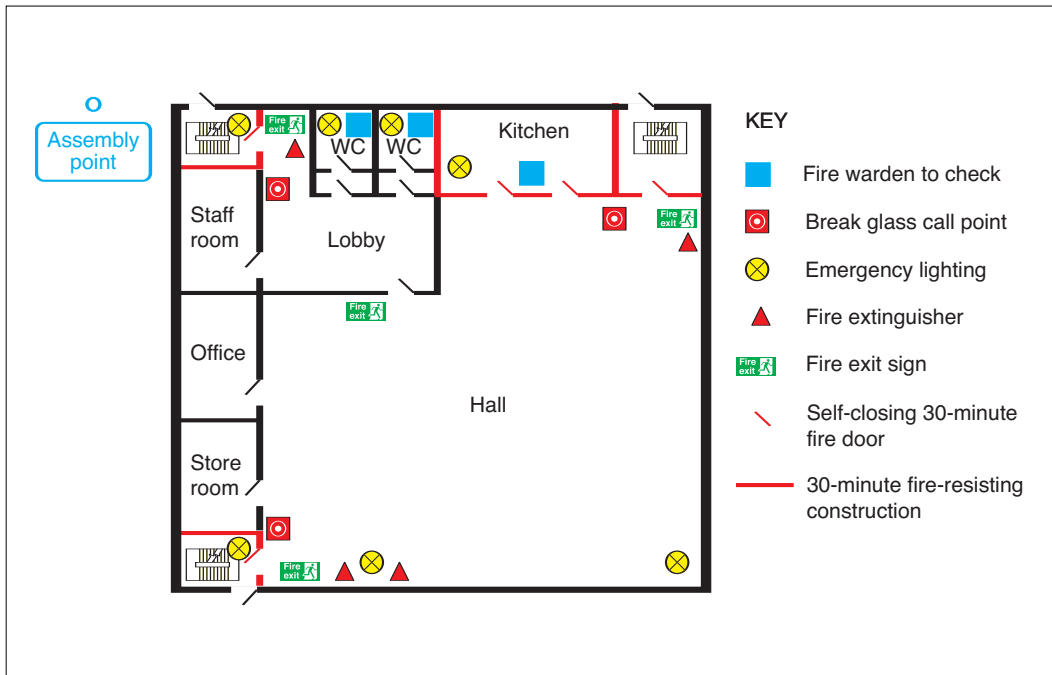 O
Assembly
point
Fire
exit
WC
WC
Kitchen
Staff
room
Lobby
Fire
exit
Fire
exit
Office
Hall
Store
room
Fire
exit
KEY
Fire warden to check
Break glass call point
Emergency lighting
Fire extinguisher
Fire
exit
Fire exit sign
Self-closing 30-minute
fire door
30-minute fire-resisting
construction